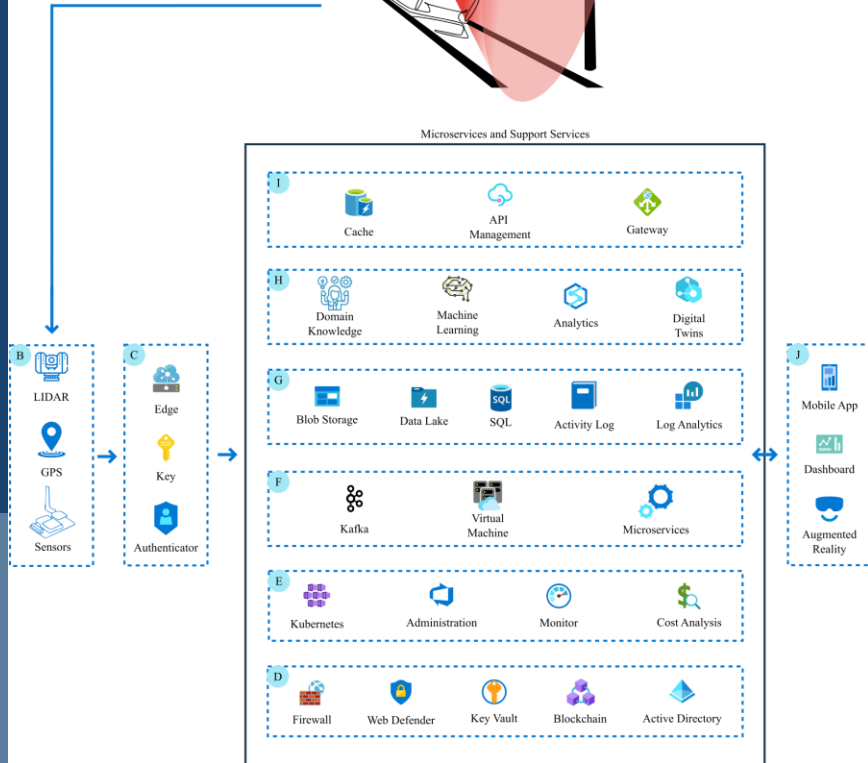 Microservices and Support Services
I
Cache
API
Management
Gateway
H
Domain
Knowledge
Machine
Learning
Analytics
Digital
Twins
B
LIDAR
GPS
Sensors
C
Edge
Key
Authenticator
G
Blob Storage
Data Lake
SQL
SQL
Activity Log
Log Analytics
J
Mobile App
Dashboard
Augmented
Reality
F
Kafka
Virtual
Machine
Microservices
E
Kubernetes
Administration
Monitor
Cost Analysis
D
Firewall
Web Defender
Key Vault
Blockchain
Active Directory